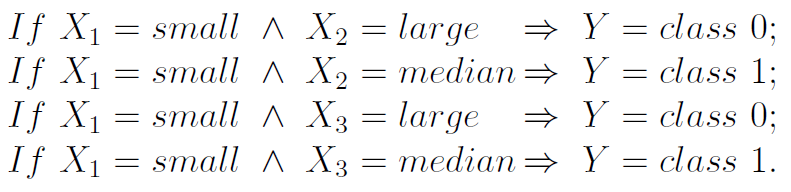 If X₁ = small ∧ X₂ = large ⇒ Y = class 0;
If X₁ = small ∧ X₂ = median ⇒ Y = class 1;
If X₁ = small ∧ X₃ = large ⇒ Y = class 0;
If X₁ = small ∧ X₃ = median ⇒ Y = class 1.